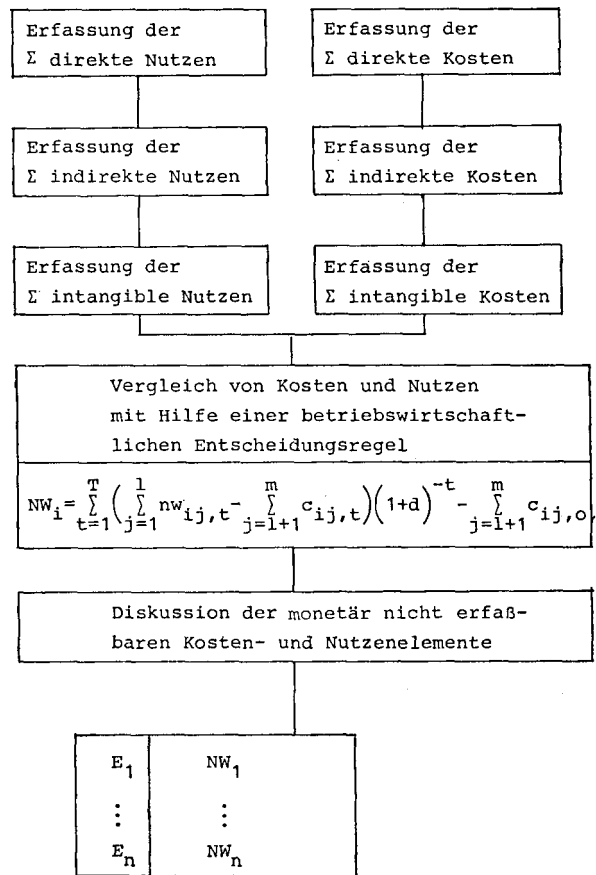 Erfassung der
Σ direkte Nutzen
Erfassung der
Σ direkte Kosten
Erfassung der
Σ indirekte Nutzen
Erfassung der
Σ indirekte Kosten
Erfassung der
Σ intangible Nutzen
Erfassung der
Σ intangible Kosten
Vergleich von Kosten und Nutzen
mit Hilfe einer betriebswirtschaft-
lichen Entscheidungsregel
NW_i = Σ_{t=1}^{T} ( Σ_{j=1}^{l} nw_{ij,t} - Σ_{j=l+1}^{m} c_{ij,t} ) (1+d)^{-t} - Σ_{j=l+1}^{m} c_{ij,o}
Diskussion der monetär nicht erfaß-
baren Kosten- und Nutzenelemente
E_1 NW_1
⋮ ⋮
E_n NW_n